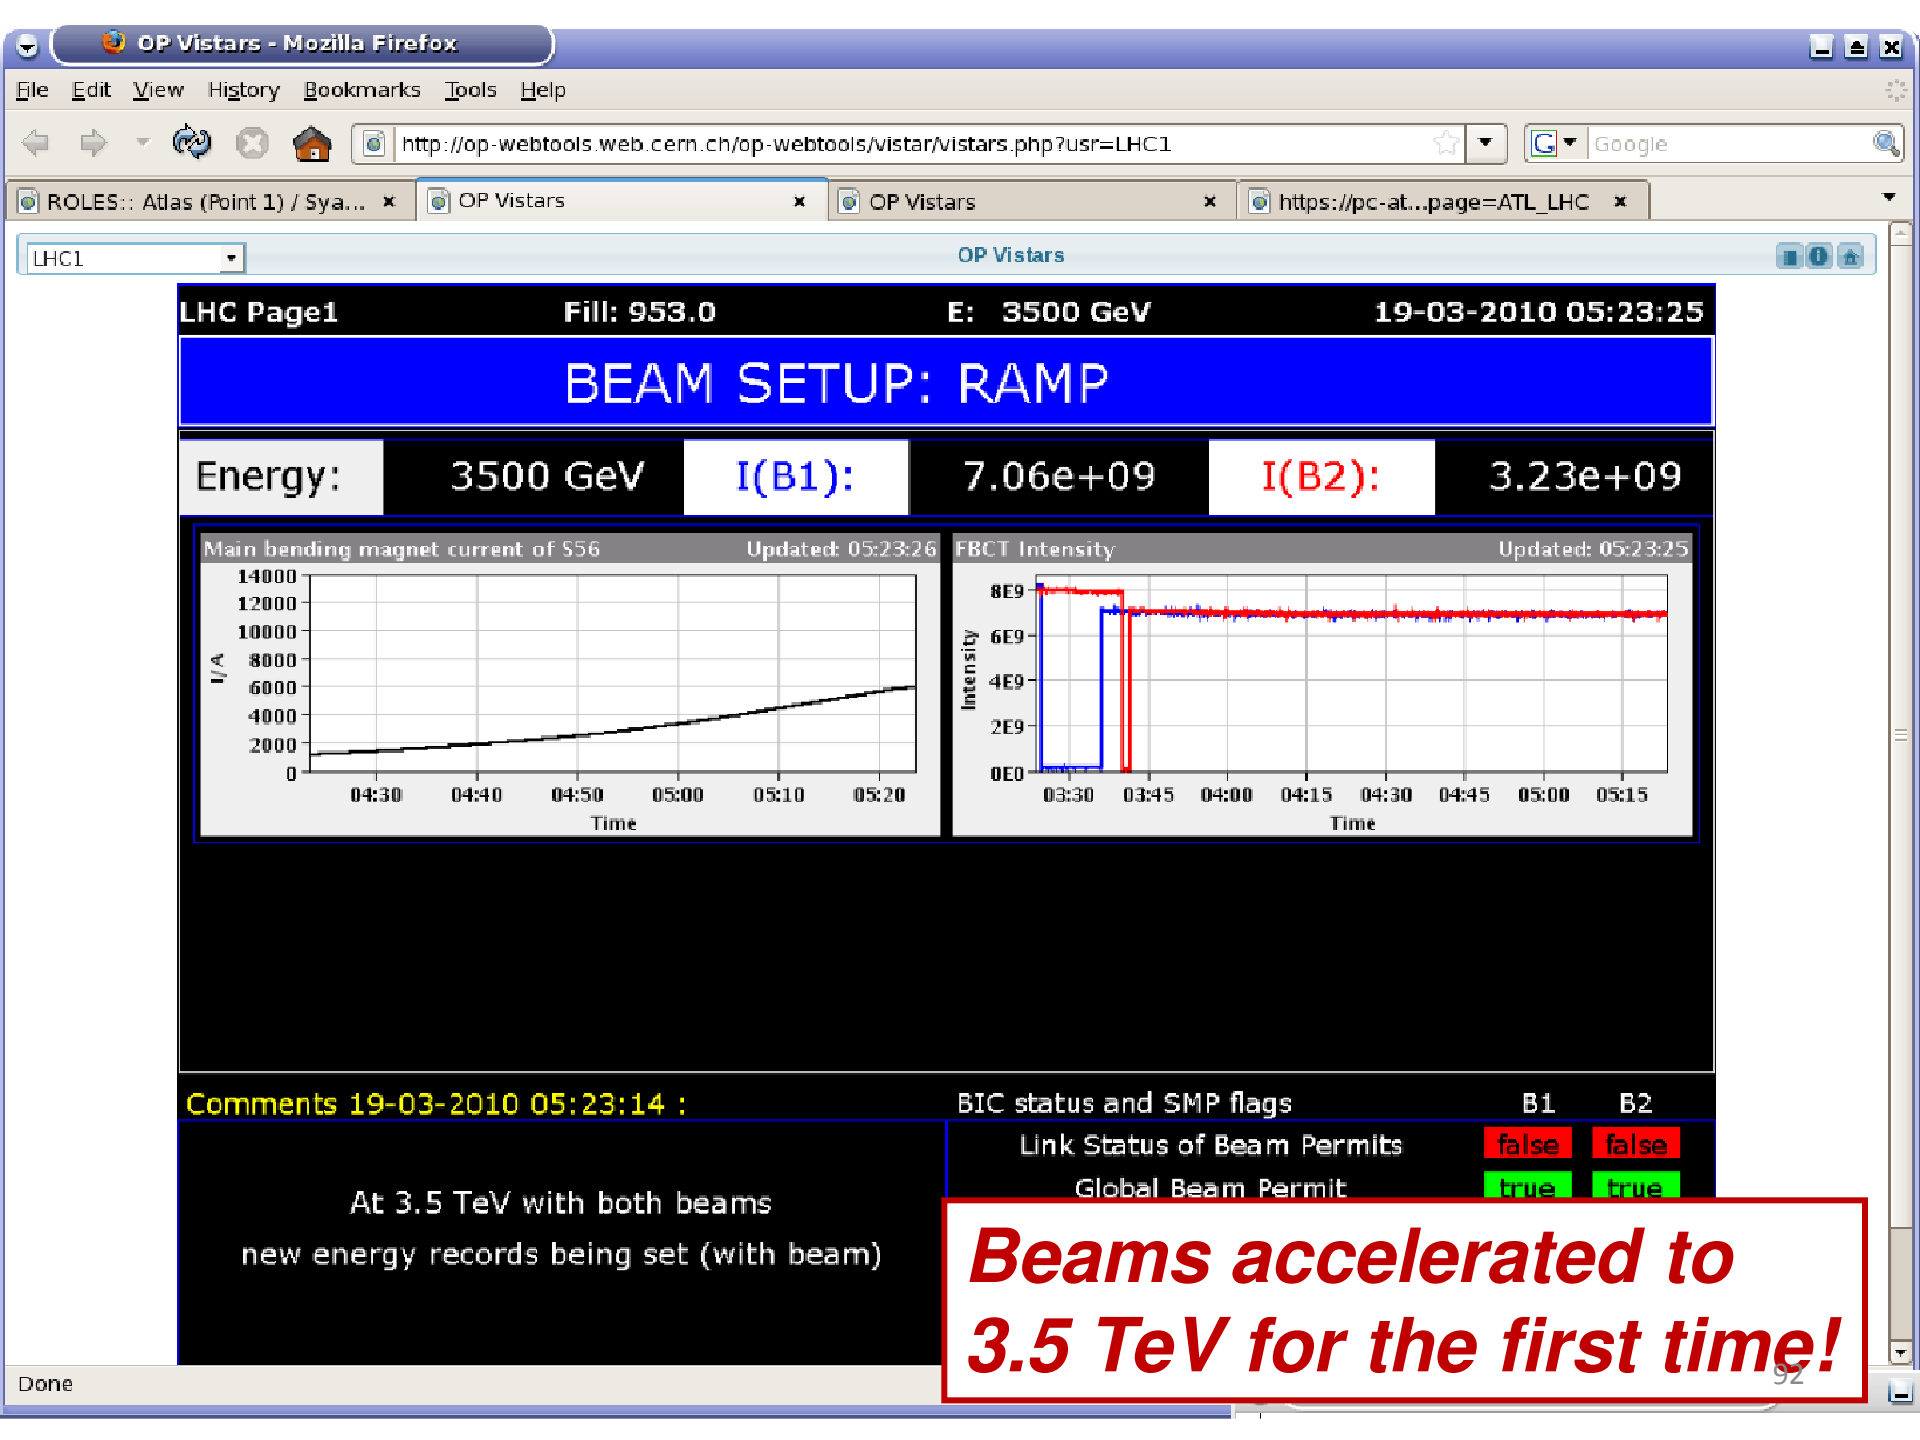 OP Vistars - Mozilla Firefox
File Edit View History Bookmarks Tools Help
http://op-webtools.web.cern.ch/op-webtools/vistar/vistars.php?usr=LHC1
G Google
ROLES:: Atlas (Point 1) / Sya...
OP Vistars
OP Vistars
https://pc-at...page=ATL_LHC
LHC1
OP Vistars
LHC Page1 Fill: 953.0 E: 3500 GeV 19-03-2010 05:23:25
BEAM SETUP: RAMP
Energy: 3500 GeV I(B1): 7.06e+09 I(B2): 3.23e+09
Main bending magnet current of S56 Updated: 05:23:26
14000
12000
10000
8000
6000
4000
2000
0
I/A
04:30 04:40 04:50 05:00 05:10 05:20
Time
FBCT Intensity Updated: 05:23:25
8E9
6E9
4E9
2E9
0E0
Intensity
03:30 03:45 04:00 04:15 04:30 04:45 05:00 05:15
Time
Comments 19-03-2010 05:23:14 :
At 3.5 TeV with both beams
new energy records being set (with beam)
BIC status and SMP flags B1 B2
Link Status of Beam Permits false false
Global Beam Permit true true
Beams accelerated to
3.5 TeV for the first time!
92
Done